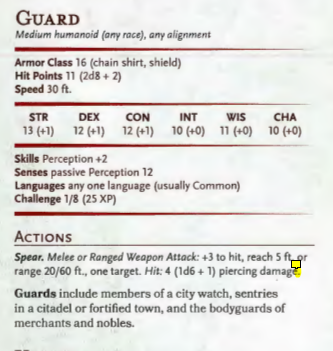 GUARD
Medium humanoid (any race), any alignment
Armor Class 16 (chain shirt, shield)
Hit Points 11 (2d8 + 2)
Speed 30 ft.
STR DEX CON INT WIS CHA
13 (+1) 12 (+1) 12 (+1) 10 (+0) 11 (+0) 10 (+0)
Skills Perception +2
Senses passive Perception 12
Languages any one language (usually Common)
Challenge 1/8 (25 XP)
ACTIONS
Spear. Melee or Ranged Weapon Attack: +3 to hit, reach 5 ft. or
range 20/60 ft., one target. Hit: 4 (1d6 + 1) piercing damage.
Guards include members of a city watch, sentries
in a citadel or fortified town, and the bodyguards of
merchants and nobles.